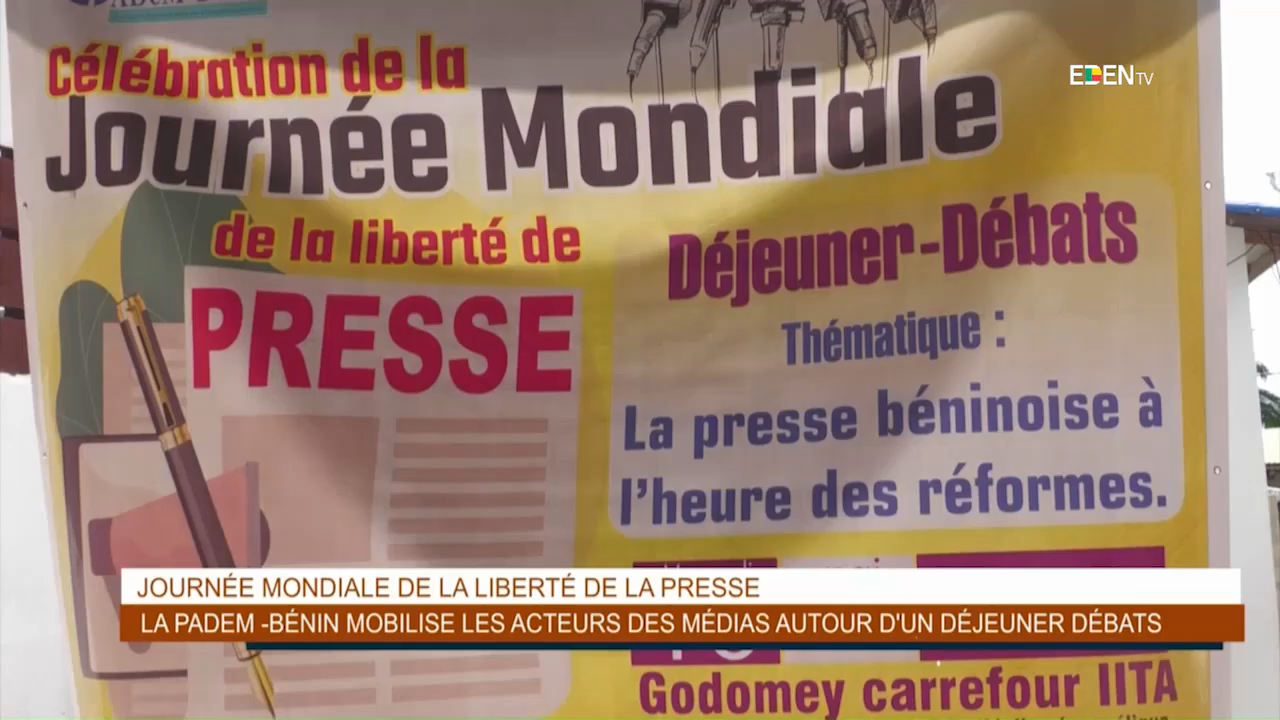 Célébration de la
Journée Mondiale
de la liberté de
PRESSE
EDENTV
Déjeuner-Débats
Thématique :
La presse béninoise à
l'heure des réformes.
JOURNÉE MONDIALE DE LA LIBERTÉ DE LA PRESSE
LA PADEM -BÉNIN MOBILISE LES ACTEURS DES MÉDIAS AUTOUR D'UN DÉJEUNER DÉBATS
Godomey carrefour IITA